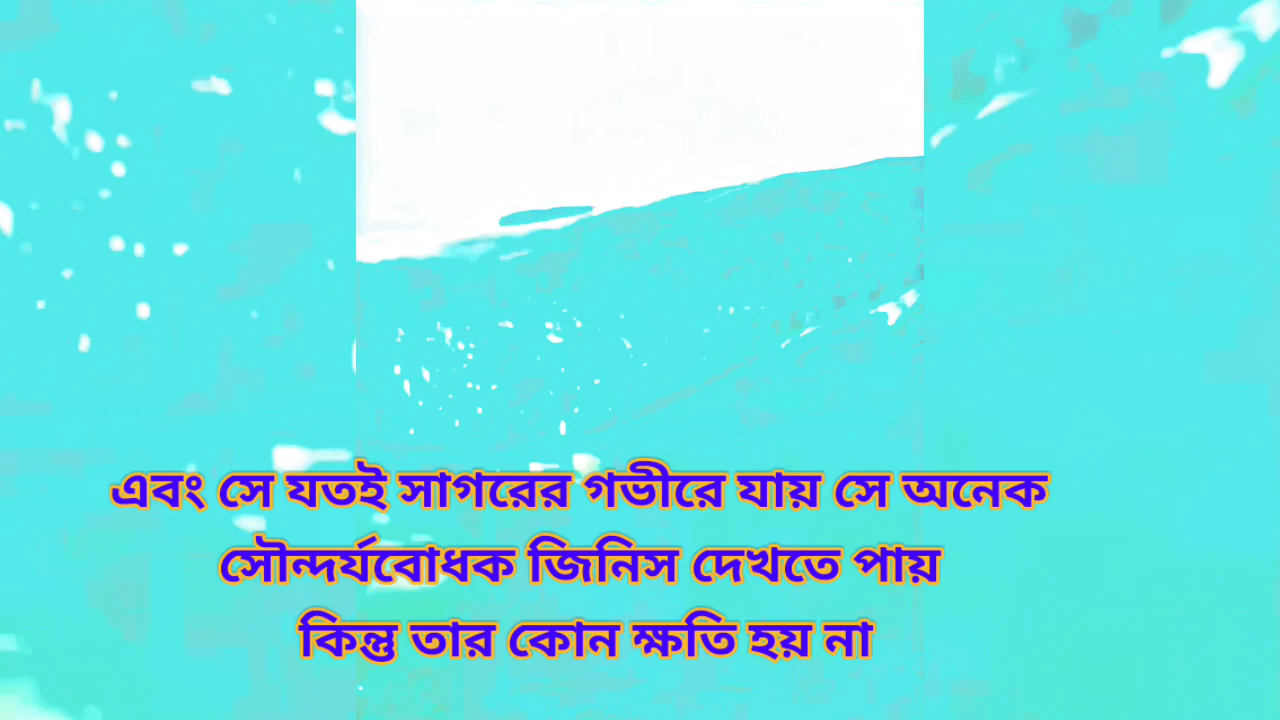 এবং সে যতই সাগরের গভীরে যায় সে অনেক
সৌন্দর্যবোধক জিনিস দেখতে পায়
কিন্তু তার কোন ক্ষতি হয় না